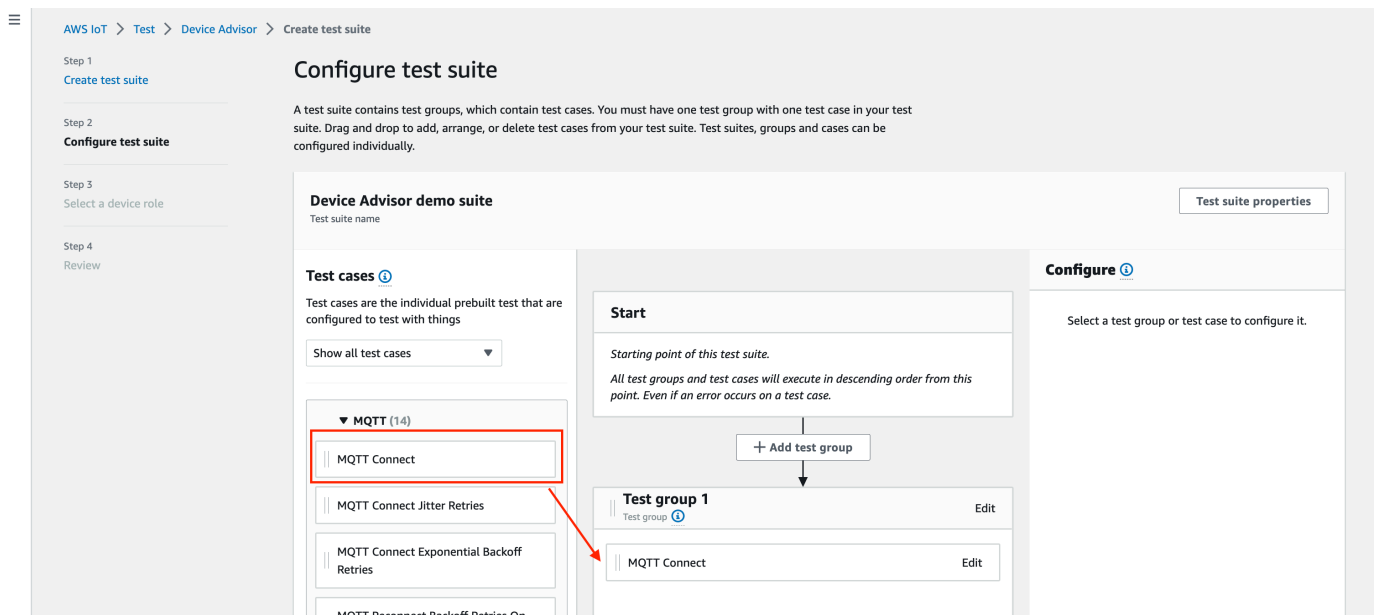 AWS IoT > Test > Device Advisor > Create test suite
Step 1
Create test suite
Step 2
Configure test suite
Step 3
Select a device role
Step 4
Review
Configure test suite
A test suite contains test groups, which contain test cases. You must have one test group with one test case in your test
suite. Drag and drop to add, arrange, or delete test cases from your test suite. Test suites, groups and cases can be
configured individually.
Device Advisor demo suite
Test suite name
Test suite properties
Test cases
Test cases are the individual prebuilt test that are
configured to test with things
Show all test cases
MQTT (14)
MQTT Connect
MQTT Connect Jitter Retries
MQTT Connect Exponential Backoff
Retries
MQTT Reconnect Backoff Retries On
Start
Starting point of this test suite.
All test groups and test cases will execute in descending order from this
point. Even if an error occurs on a test case.
+ Add test group
Test group 1
Test group
Edit
MQTT Connect
Edit
Configure
Select a test group or test case to configure it.